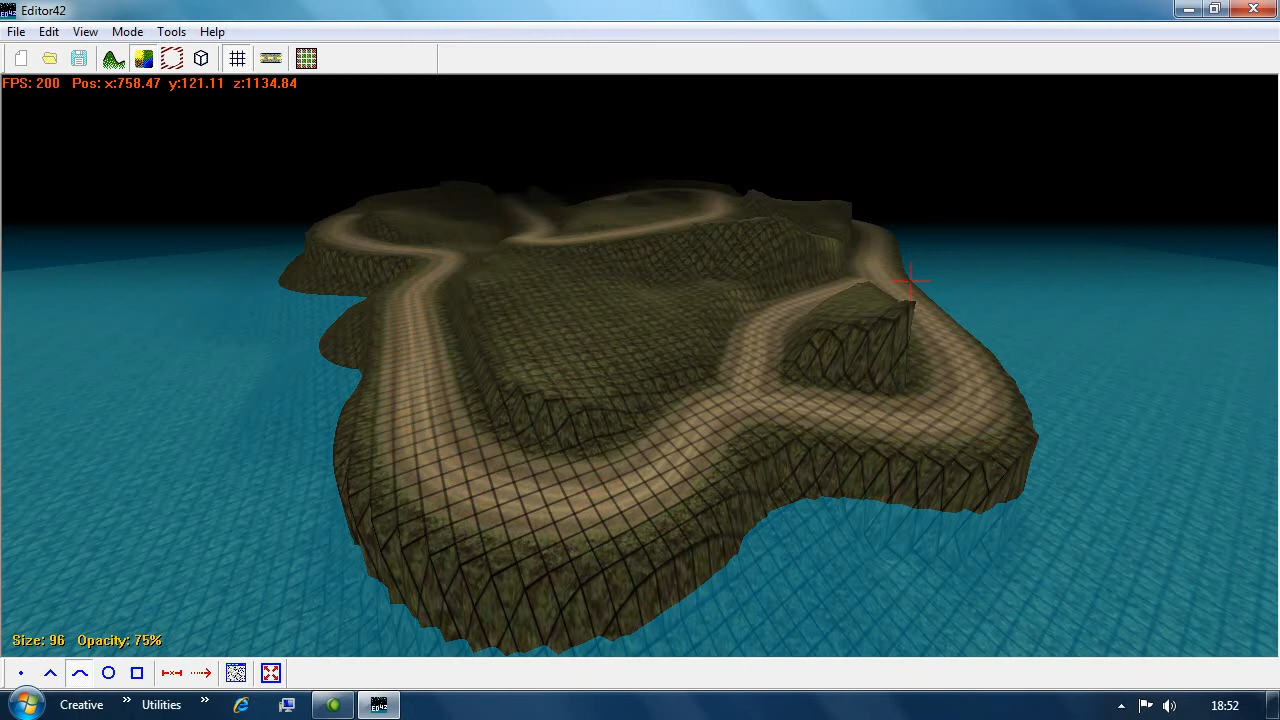 Editor42
File Edit View Mode Tools Help
FPS: 200 Pos: x:758.47 y:121.11 z:1134.84
Size: 96 Opacity: 75%
Creative » Utilities » ED42 18:52